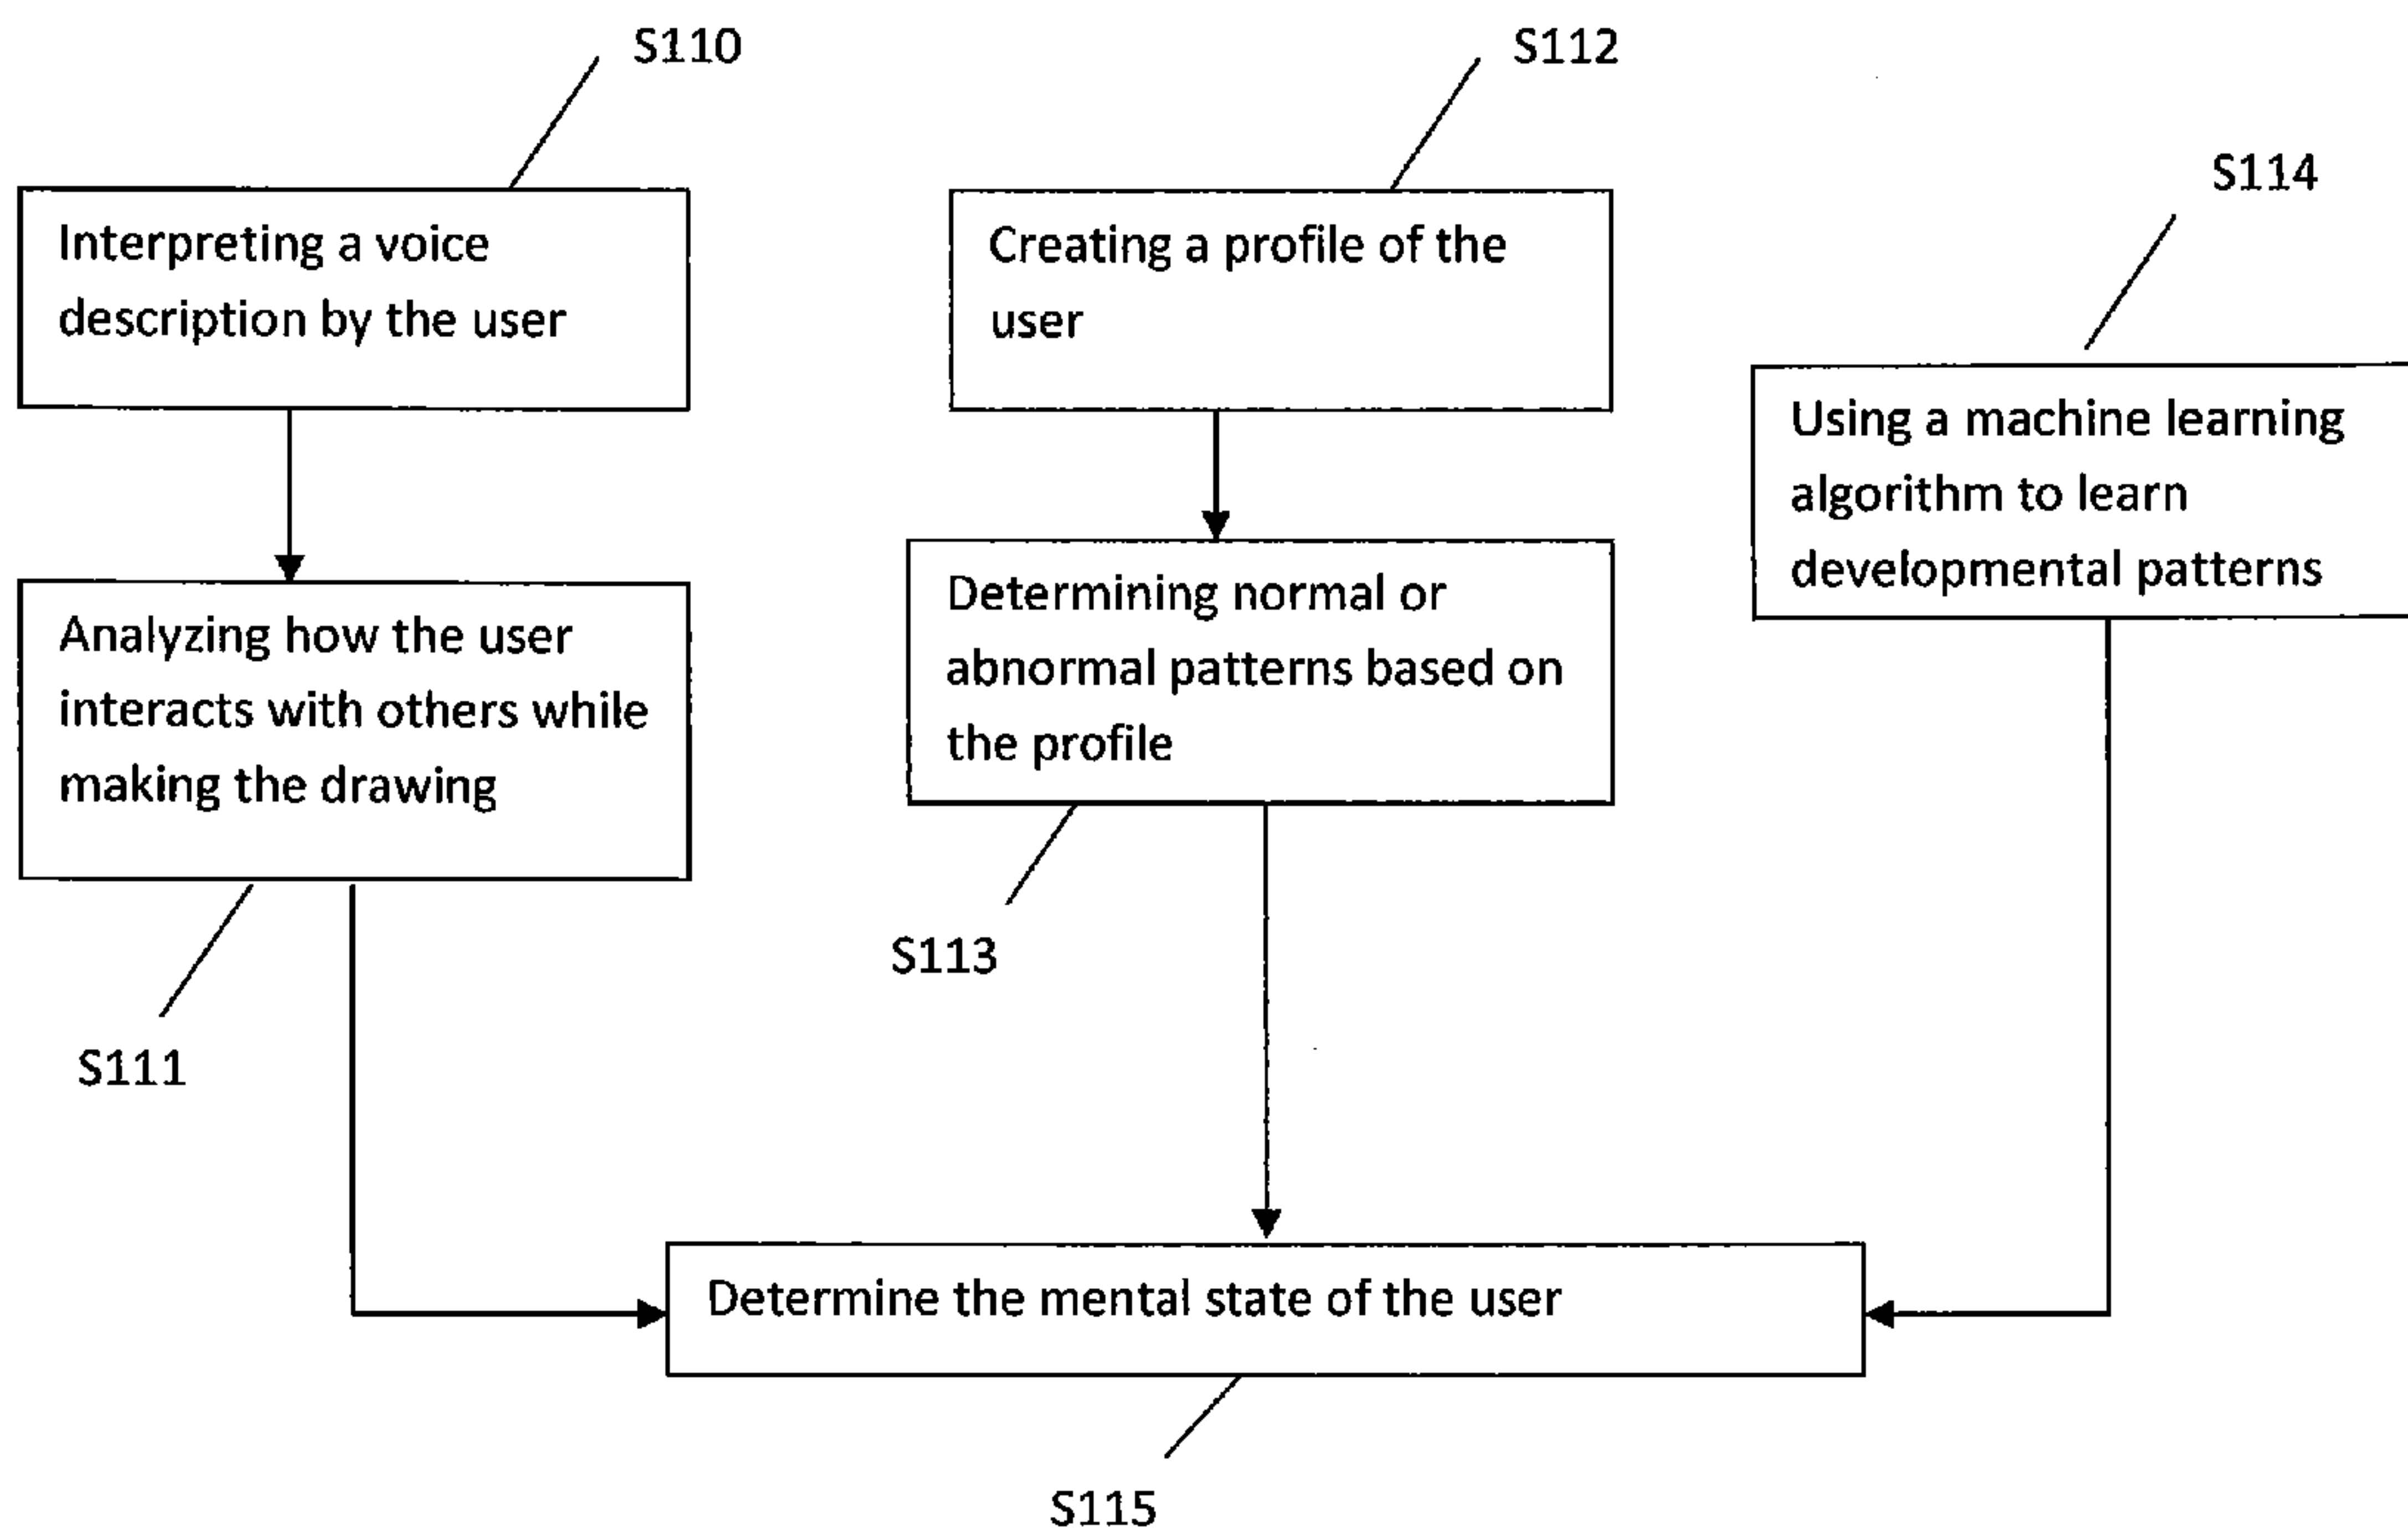 S110
Interpreting a voice
description by the user
Analyzing how the user
interacts with others while
making the drawing
S111
S112
Creating a profile of the
user
Determining normal or
abnormal patterns based on
the profile
S113
S114
Using a machine learning
algorithm to learn
developmental patterns
Determine the mental state of the user
S115